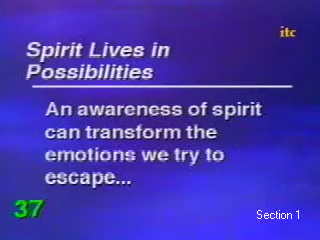 itc
Spirit Lives in
Possibilities
An awareness of spirit
can transform the
emotions we try to
escape...
37
Section 1